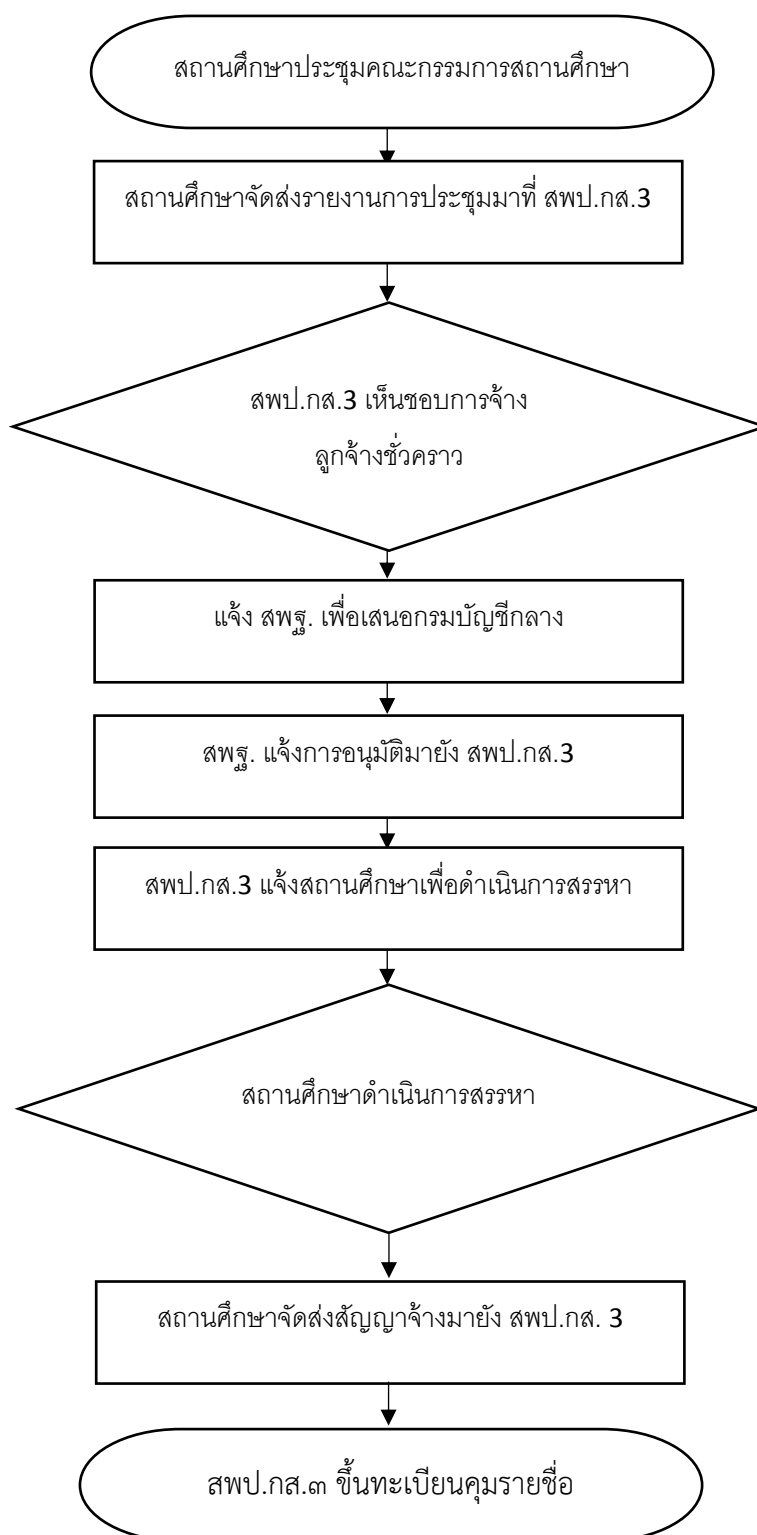 สถานศึกษาประชุมคณะกรรมการสถานศึกษา
สถานศึกษาจัดส่งรายงานการประชุมมาที่ สพป.กส.3
สพป.กส.3 เห็นชอบการจ้าง
ลูกจ้างชั่วคราว
แจ้ง สพฐ. เพื่อเสนอกรมบัญชีกลาง
สพฐ. แจ้งการอนุมัติมายัง สพป.กส.3
สพป.กส.3 แจ้งสถานศึกษาเพื่อดำเนินการสรรหา
สถานศึกษาดำเนินการสรรหา
สถานศึกษาจัดส่งสัญญาจ้างมายัง สพป.กส. 3
สพป.กส.๓ ขึ้นทะเบียนคุมรายชื่อ